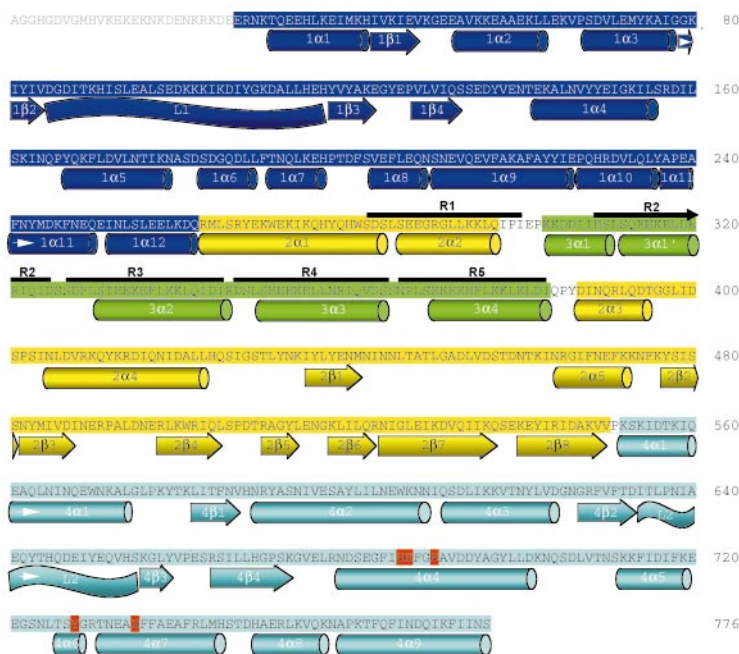 AGGHGDVGMHVKEKEKNKDENKRKDEERNKTQEEHLKEIMKHIVKIEVKGEEAVKKEAAEKLLEKVPSDVLEMYKAIGGK 80
1α1 1β1 1α2 1α3
IYIVDGDITKHISLEALSEDKKKIKDIYGKDALLHEHYVYAKEGYEPVLVIQSSEDYVENTEKALNVYYEIGKILSRDIL 160
1β2 L1 1β3 1β4 1α4
SKINQPYQKFLDVLNTIKNASDSDGQDLLFTNQLKEHPTDFSVEFLEQNSNEVQEVFAKAFAYYIEPQHRDVLQLYAPEA 240
1α5 1α6 1α7 1α8 1α9 1α10 1α11
R1 R2
FNYMDKFNEQEINLSLEELKDQRMLSRYEKWEKIKQHYQHWSDSLSEEGRGLLKKLQIPIEPKKDDIIHSLSQEEKELLK 320
1α11 1α12 2α1 2α2 3α1 3α1'
R2 R3 R4 R5
RIQIDSSDFLSTEEKEFLKKLQIDIRDSLSEEEKELLNRIQVDSSNPLSEKEKEFLKKLKLDIQPYDINQRLQDTGGLID 400
3α2 3α3 3α4 2α3
SPSINLDVRKQYKRDIQNIDALLHQSIGSTLYNKIYLYENMNINNLTATLGADLVDSTDNTKINRGIFNEFKKNFKYSIS 480
2α4 2β1 2α5 2β2
SNYMIVDINERPALDNERLKWRIQLSPDTRAGYLENGKLILQRNIGLEIKDVQIIKQSEKEYIRIDAKVVPKSKIDTKIQ 560
2β3 2β4 2β5 2β6 2β7 2β8 4α1
EAQLNINQEWNKALGLPKYTKLITFNVHNRYASNIVESAYLILNEWKNNIQSDLIKKVTNYLVDGNGRFVFTDITLPNIA 640
4α1 4β1 4α2 4α3 4β2 L2
EQYTHQDEIYEQVHSKGLYVPESRSILLHGPSKGVELRNDSEGFIHEFGHAVDDYAGYLLDKNQSDLVTNSKKFIDIFKE 720
L2 4β3 4β4 4α4 4α5
EGSNLTSYGRTNEAEFFAEAFRLMHSTDHAERLKVQKNAPKTFQFINDQIKFIINS 776
4α6 4α7 4α8 4α9